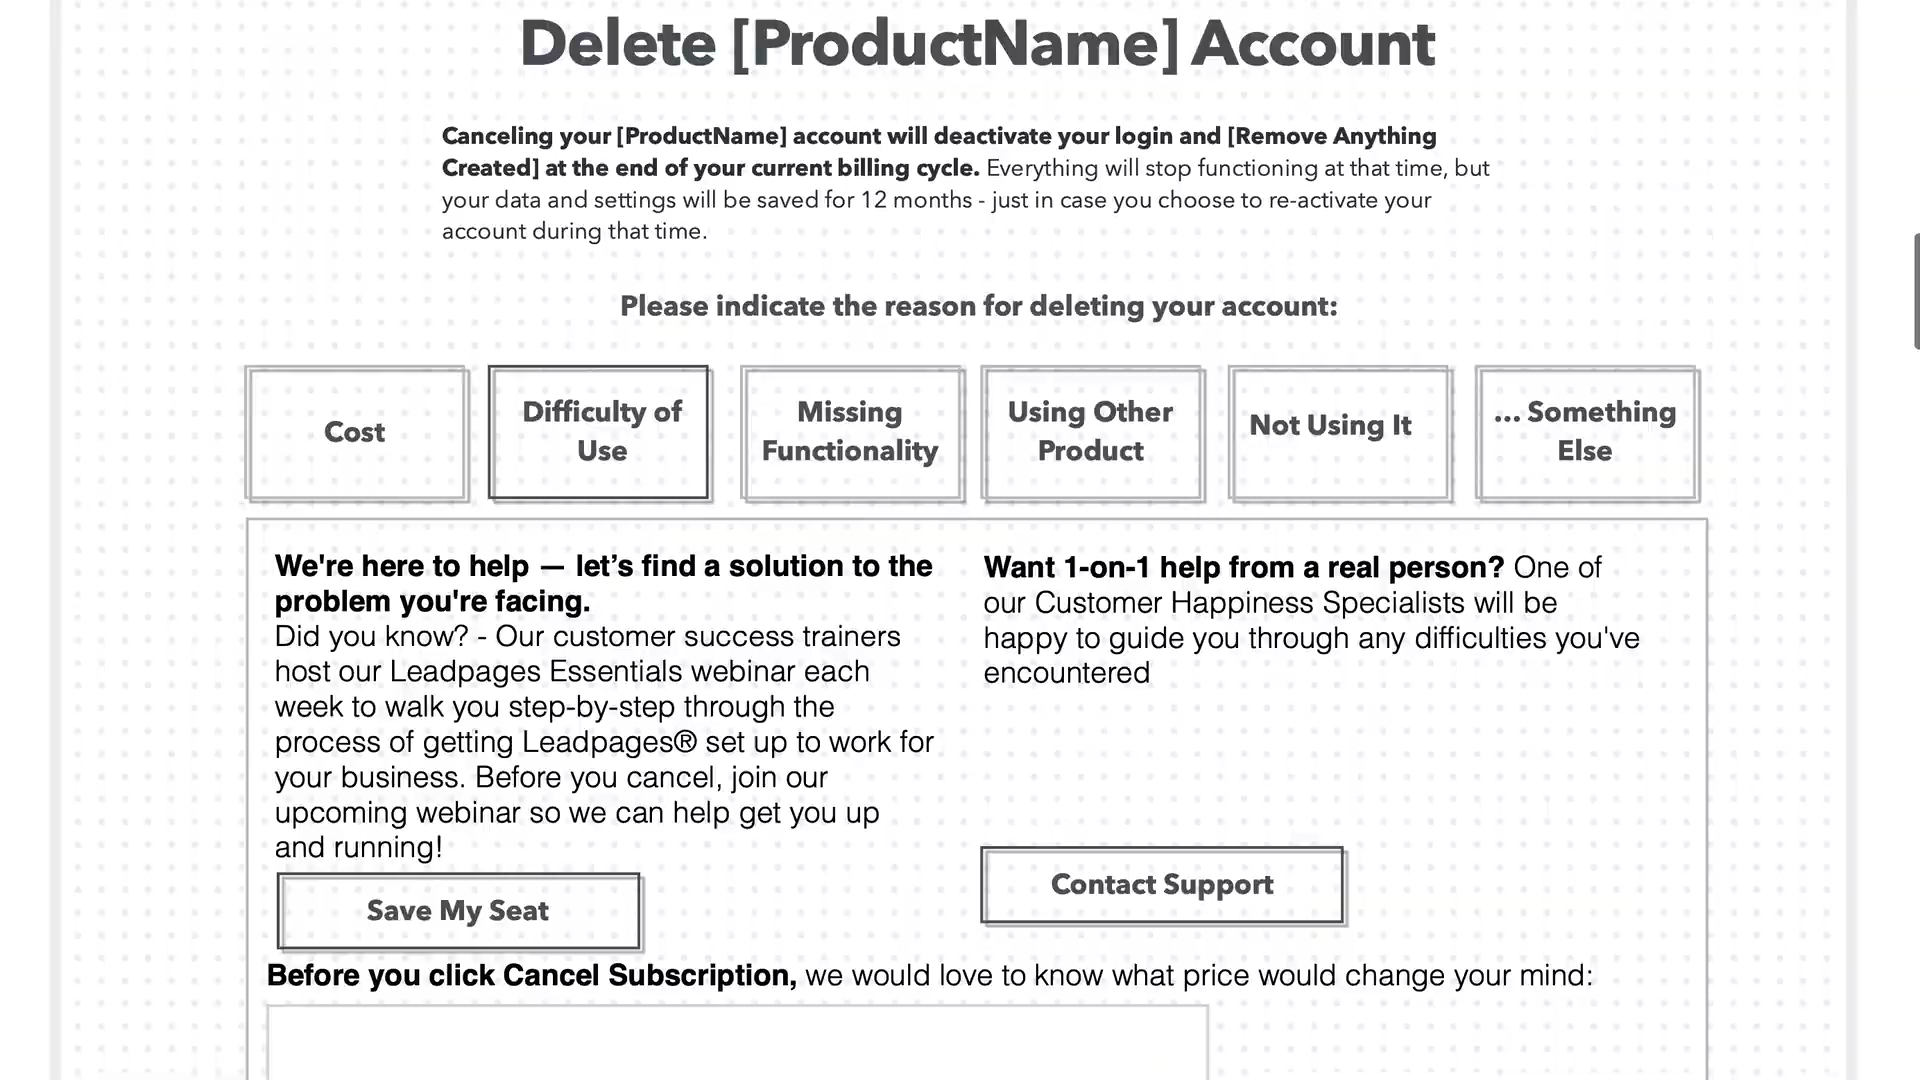 Delete [ProductName] Account
Canceling your [ProductName] account will deactivate your login and [Remove Anything
Created] at the end of your current billing cycle. Everything will stop functioning at that time, but
your data and settings will be saved for 12 months - just in case you choose to re-activate your
account during that time.
Please indicate the reason for deleting your account:
Cost
Difficulty of
Use
Missing
Functionality
Using Other
Product
Not Using It
... Something
Else
We're here to help — let’s find a solution to the
problem you're facing.
Did you know? - Our customer success trainers
host our Leadpages Essentials webinar each
week to walk you step-by-step through the
process of getting Leadpages® set up to work for
your business. Before you cancel, join our
upcoming webinar so we can help get you up
and running!
Save My Seat
Want 1-on-1 help from a real person? One of
our Customer Happiness Specialists will be
happy to guide you through any difficulties you've
encountered
Contact Support
Before you click Cancel Subscription, we would love to know what price would change your mind: